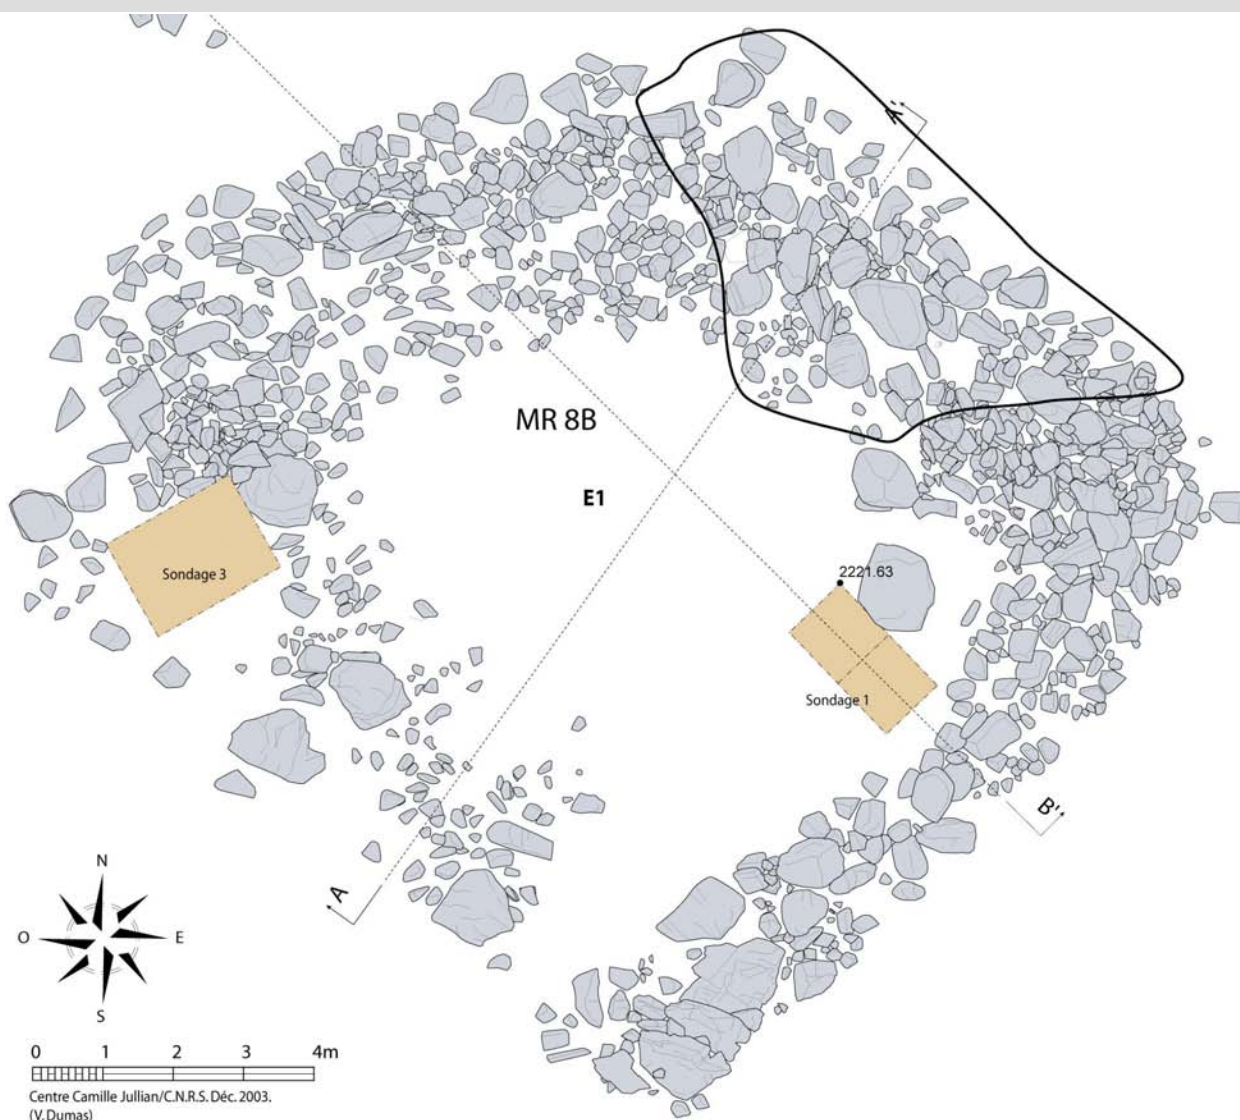 A'
MR 8B
E1
Sondage 3
2221.63
Sondage 1
B'
A
N
O
E
S
0 1 2 3 4m
Centre Camille Jullian/C.N.R.S. Déc. 2003.
(V. Dumas)